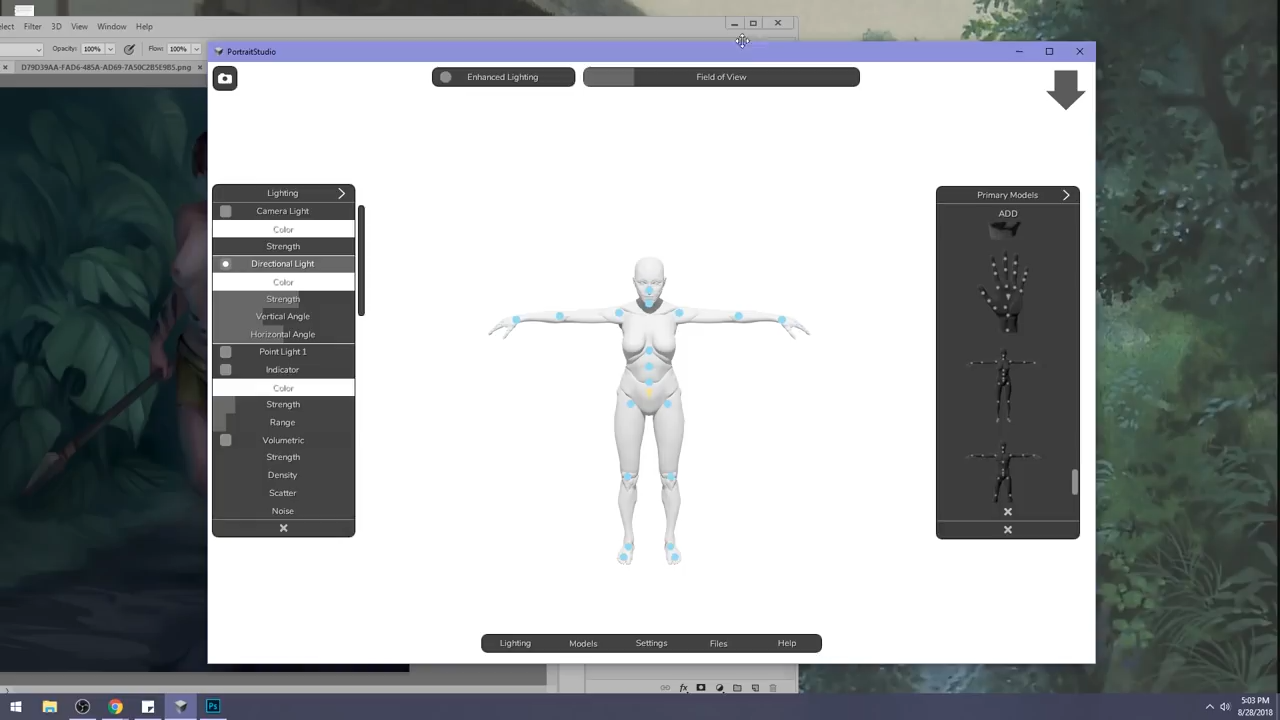 elect Filter 3D View Window Help
Opacity: 100% Flow: 100%
D79D39AA-FAD6-485A-AD69-7A50C2B5E9B5.png
PortraitStudio
Enhanced Lighting
Field of View
Lighting
Camera Light
Color
Strength
Directional Light
Color
Strength
Vertical Angle
Horizontal Angle
Point Light 1
Indicator
Color
Strength
Range
Volumetric
Strength
Density
Scatter
Noise
Primary Models
ADD
Lighting Models Settings Files Help
fx
Ps
5:03 PM
8/28/2018